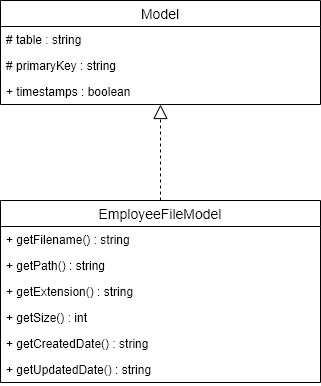 Model
# table : string
# primaryKey : string
+ timestamps : boolean
EmployeeFileModel
+ getFilename() : string
+ getPath() : string
+ getExtension() : string
+ getSize() : int
+ getCreatedDate() : string
+ getUpdatedDate() : string